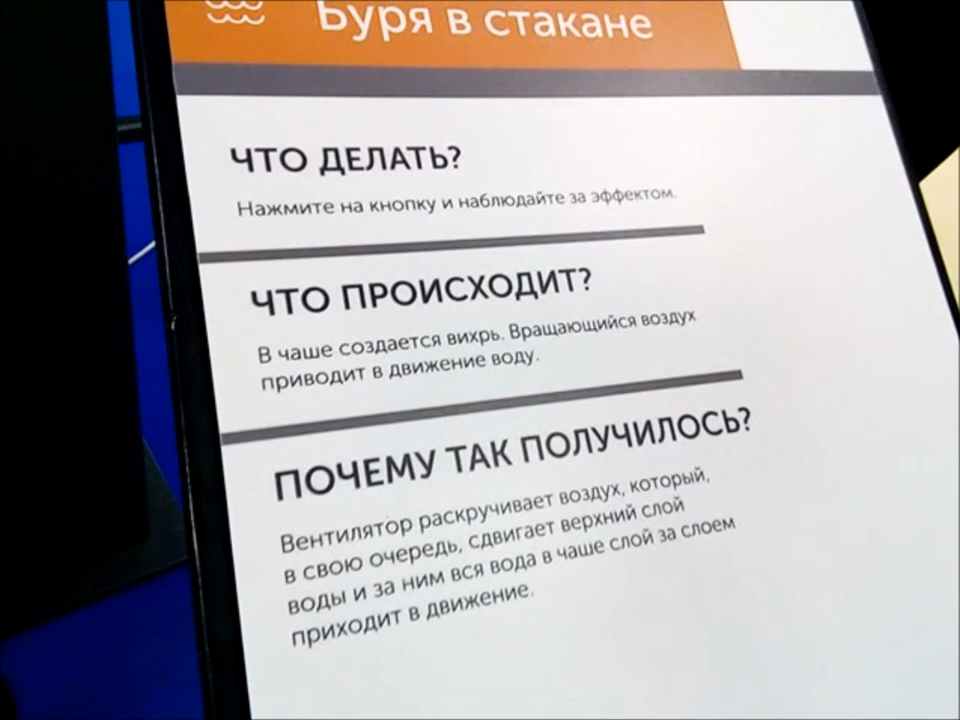 Буря в стакане
ЧТО ДЕЛАТЬ?
Нажмите на кнопку и наблюдайте за эффектом.
ЧТО ПРОИСХОДИТ?
В чаше создается вихрь. Вращающийся воздух
приводит в движение воду.
ПОЧЕМУ ТАК ПОЛУЧИЛОСЬ?
Вентилятор раскручивает воздух, который,
в свою очередь, сдвигает верхний слой
воды и за ним вся вода в чаше слой за слоем
приходит в движение.